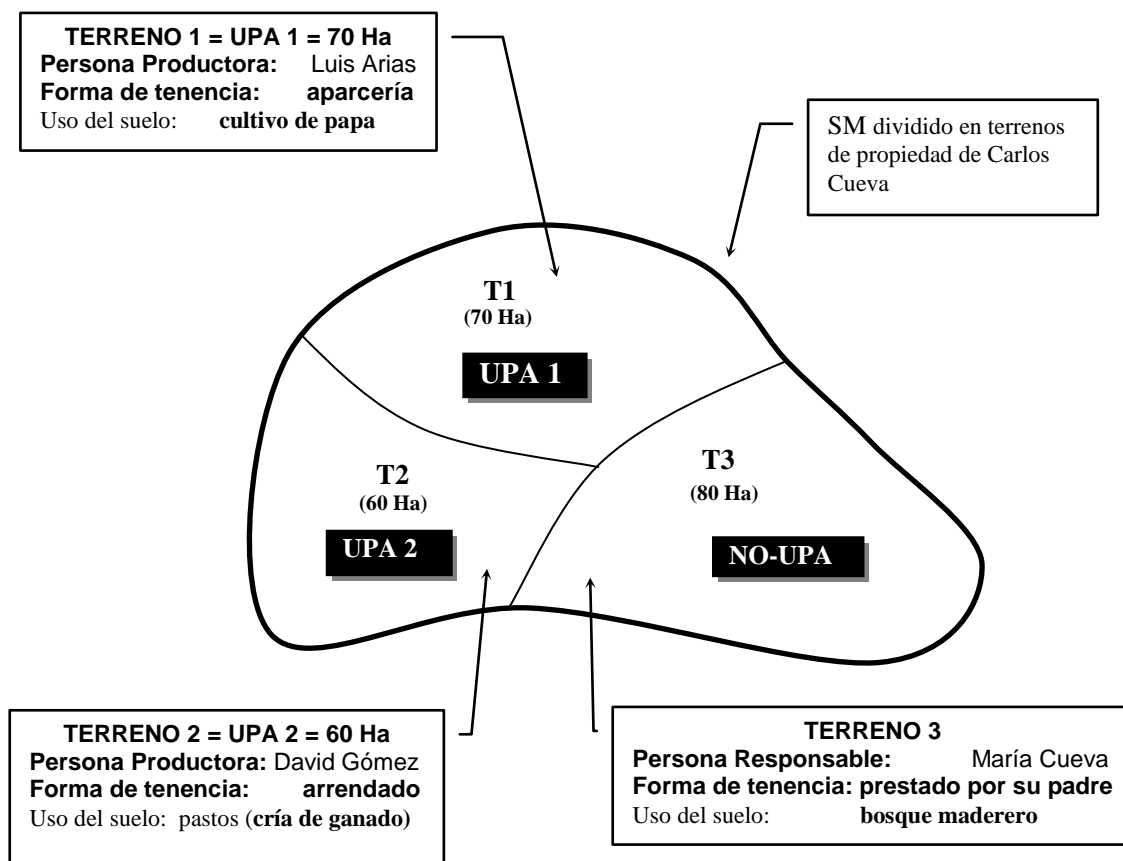 TERRENO 1 = UPA 1 = 70 Ha
Persona Productora: Luis Arias
Forma de tenencia: aparcería
Uso del suelo: cultivo de papa
SM dividido en terrenos
de propiedad de Carlos
Cueva
T1
(70 Ha)
UPA 1
T2
(60 Ha)
UPA 2
T3
(80 Ha)
NO-UPA
TERRENO 2 = UPA 2 = 60 Ha
Persona Productora: David Gómez
Forma de tenencia: arrendado
Uso del suelo: pastos (cría de ganado)
TERRENO 3
Persona Responsable: María Cueva
Forma de tenencia: prestado por su padre
Uso del suelo: bosque maderero